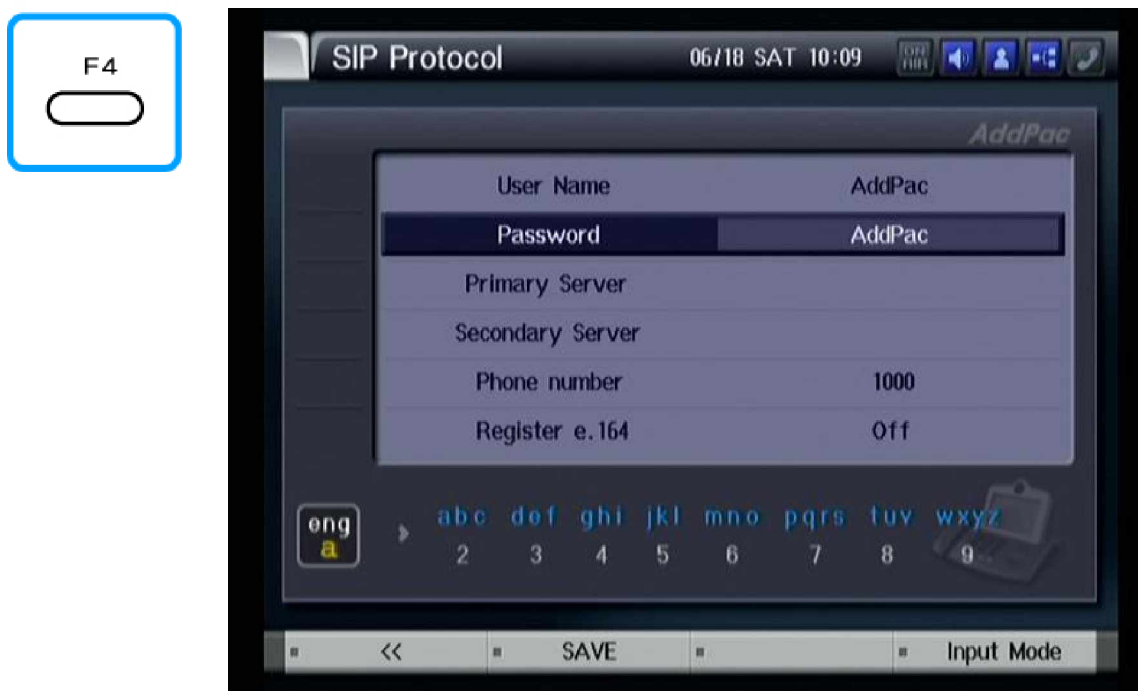 F4
SIP Protocol 06/18 SAT 10:09
ON AIR
AddPac
User Name AddPac
Password AddPac
Primary Server
Secondary Server
Phone number 1000
Register e.164 Off
eng abc def ghi jkl mno pqrs tuv wxyz
a 2 3 4 5 6 7 8 9
<< SAVE Input Mode